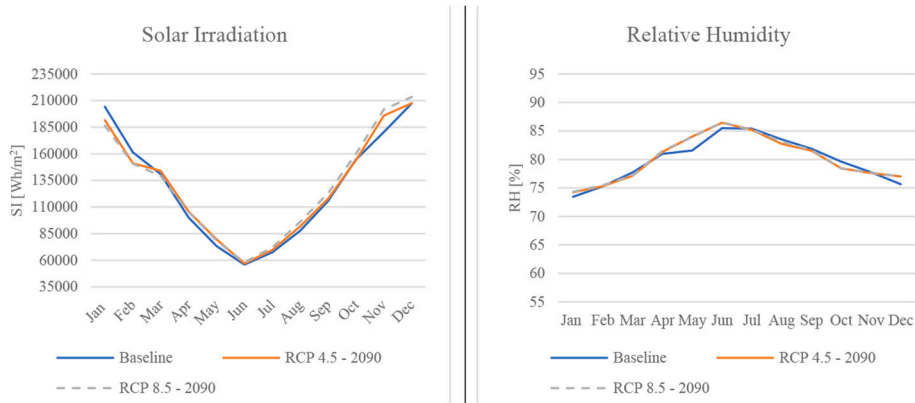 Solar Irradiation
SI [Wh/m²]
235000
210000
185000
160000
135000
110000
85000
60000
35000
Jan Feb Mar Apr May Jun Jul Aug Sep Oct Nov Dec
Baseline RCP 4.5 - 2090
RCP 8.5 - 2090
Relative Humidity
RH [%]
95
90
85
80
75
70
65
60
55
Jan Feb Mar Apr May Jun Jul Aug Sep Oct Nov Dec
Baseline RCP 4.5 - 2090
RCP 8.5 - 2090